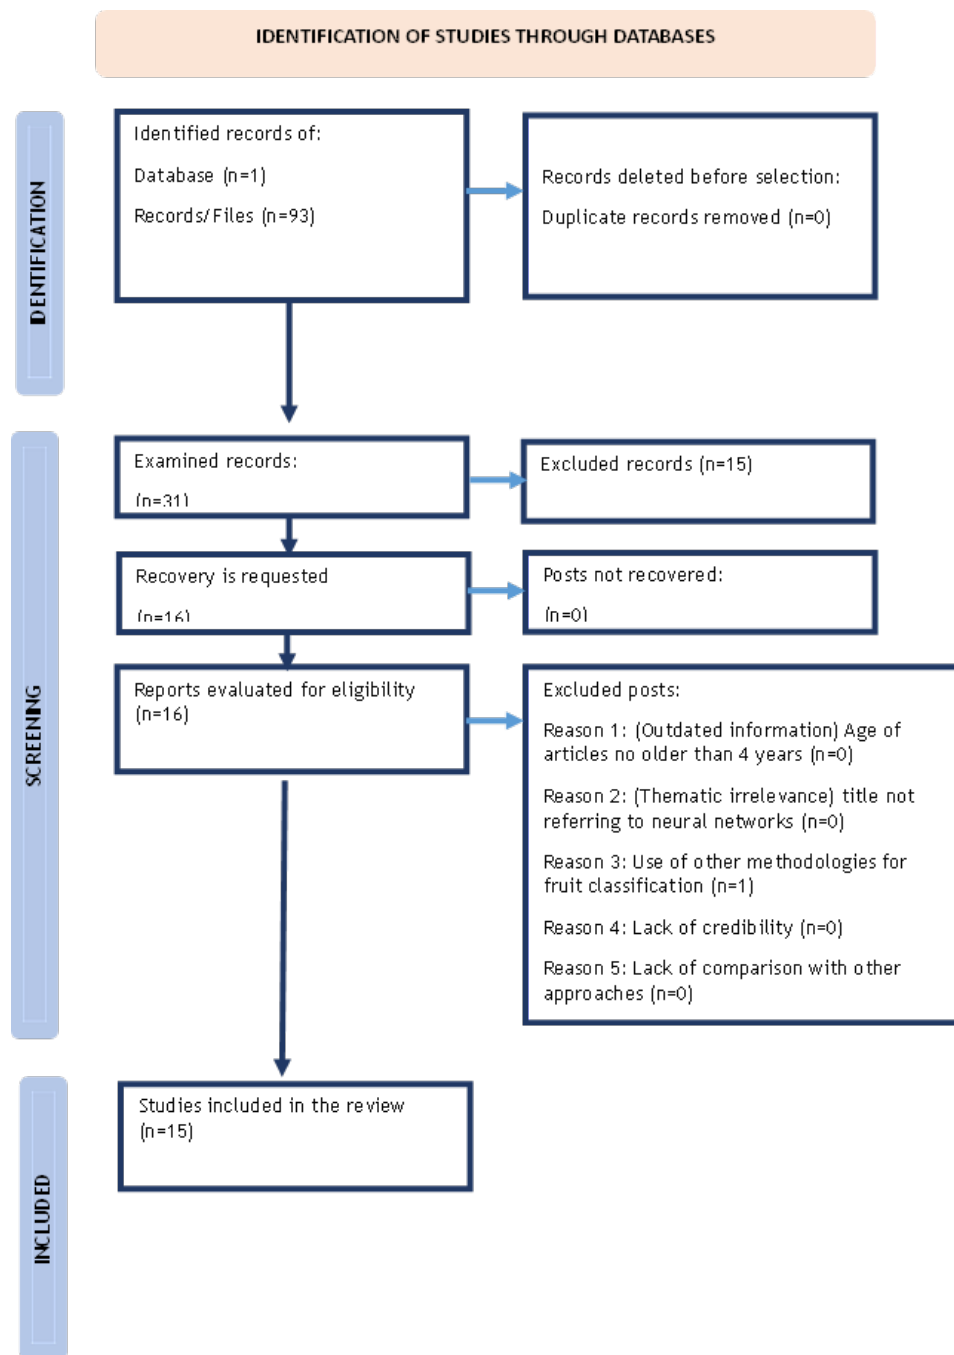 IDENTIFICATION OF STUDIES THROUGH DATABASES
IDENTIFICATION
Identified records of:
Database (n=1)
Records/Files (n=93)
Records deleted before selection:
Duplicate records removed (n=0)
SCREENING
Examined records:
(n=31)
Excluded records (n=15)
Recovery is requested
(n=16)
Posts not recovered:
(n=0)
Reports evaluated for eligibility
(n=16)
Excluded posts:
Reason 1: (Outdated information) Age of
articles no older than 4 years (n=0)
Reason 2: (Thematic irrelevance) title not
referring to neural networks (n=0)
Reason 3: Use of other methodologies for
fruit classification (n=1)
Reason 4: Lack of credibility (n=0)
Reason 5: Lack of comparison with other
approaches (n=0)
INCLUDED
Studies included in the review
(n=15)